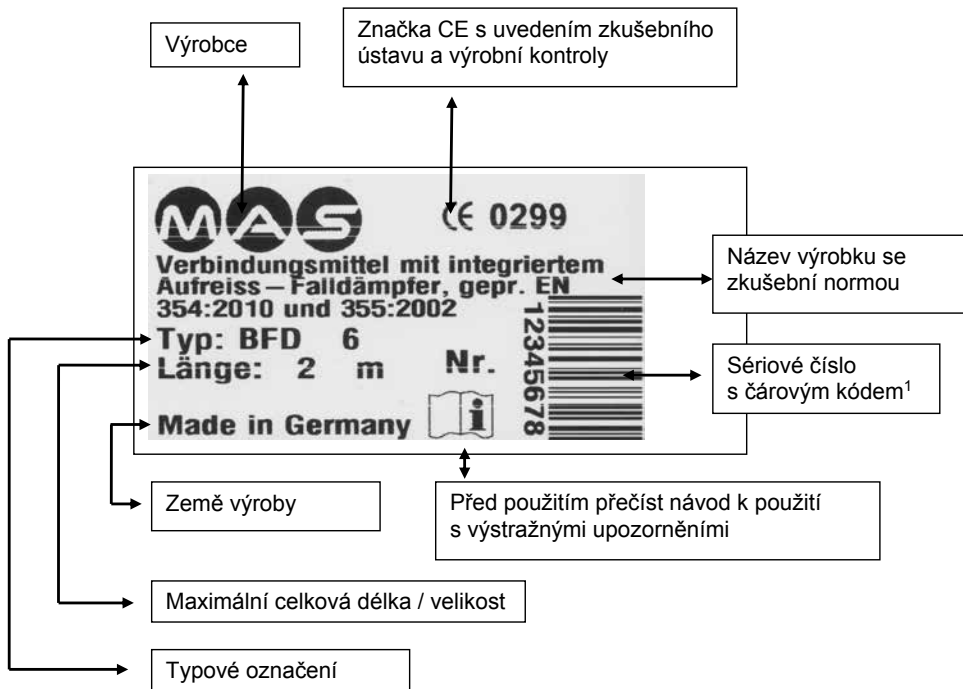 Výrobce
Značka CE s uvedením zkušebního
ústavu a výrobní kontroly
MAS
CE 0299
Verbindungsmittel mit integriertem
Aufreiss – Falldämpfer, gepr. EN
354:2010 und 355:2002
Typ: BFD 6
Länge: 2 m
Nr.
12345678
Made in Germany
Název výrobku se
zkušební normou
Sériové číslo
s čárovým kódem¹
Země výroby
Před použitím přečíst návod k použití
s výstražnými upozorněními
Maximální celková délka / velikost
Typové označení